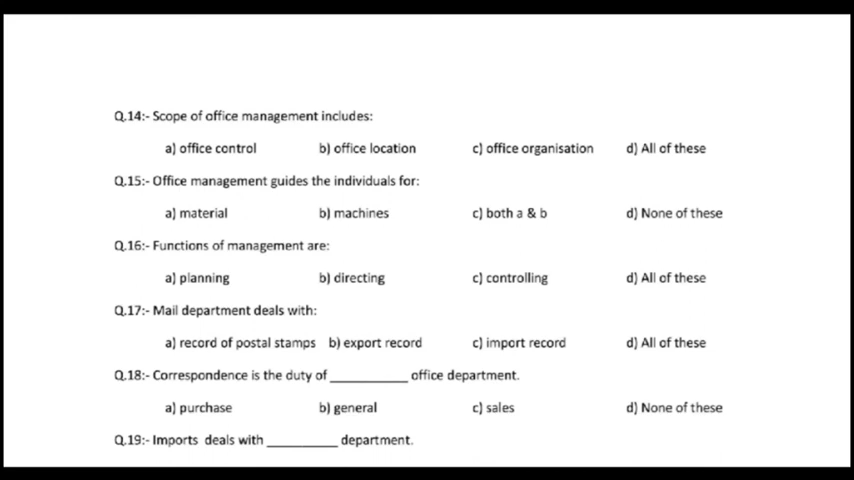 Q.14:- Scope of office management includes:
a) office control b) office location c) office organisation d) All of these
Q.15:- Office management guides the individuals for:
a) material b) machines c) both a & b d) None of these
Q.16:- Functions of management are:
a) planning b) directing c) controlling d) All of these
Q.17:- Mail department deals with:
a) record of postal stamps b) export record c) import record d) All of these
Q.18:- Correspondence is the duty of __________ office department.
a) purchase b) general c) sales d) None of these
Q.19:- Imports deals with _________ department.